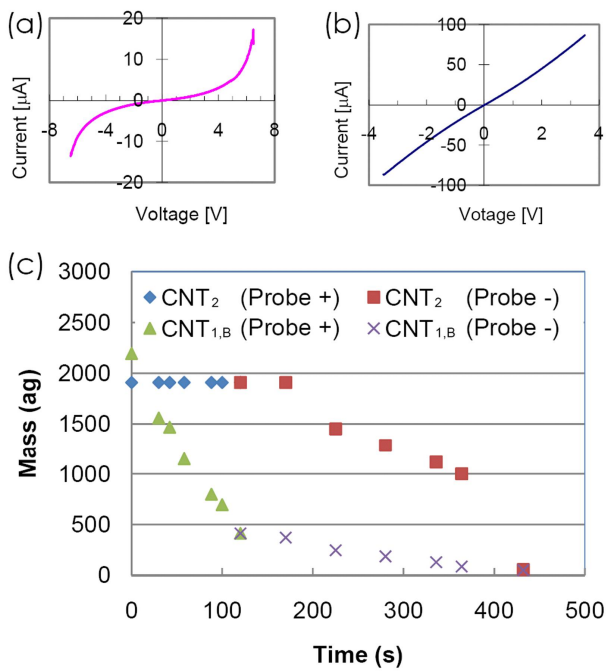 (a)
20
10
0
-10
-20
-8
-4
0
4
8
Current [µA]
Voltage [V]
(b)
100
50
0
-50
-100
-4
-2
0
2
4
Current [µA]
Votage [V]
(c)
3000
2500
2000
1500
1000
500
0
CNT2 (Probe +) CNT2 (Probe -)
CNT1,B (Probe +) CNT1,B (Probe -)
Mass (ag)
0 100 200 300 400 500
Time (s)